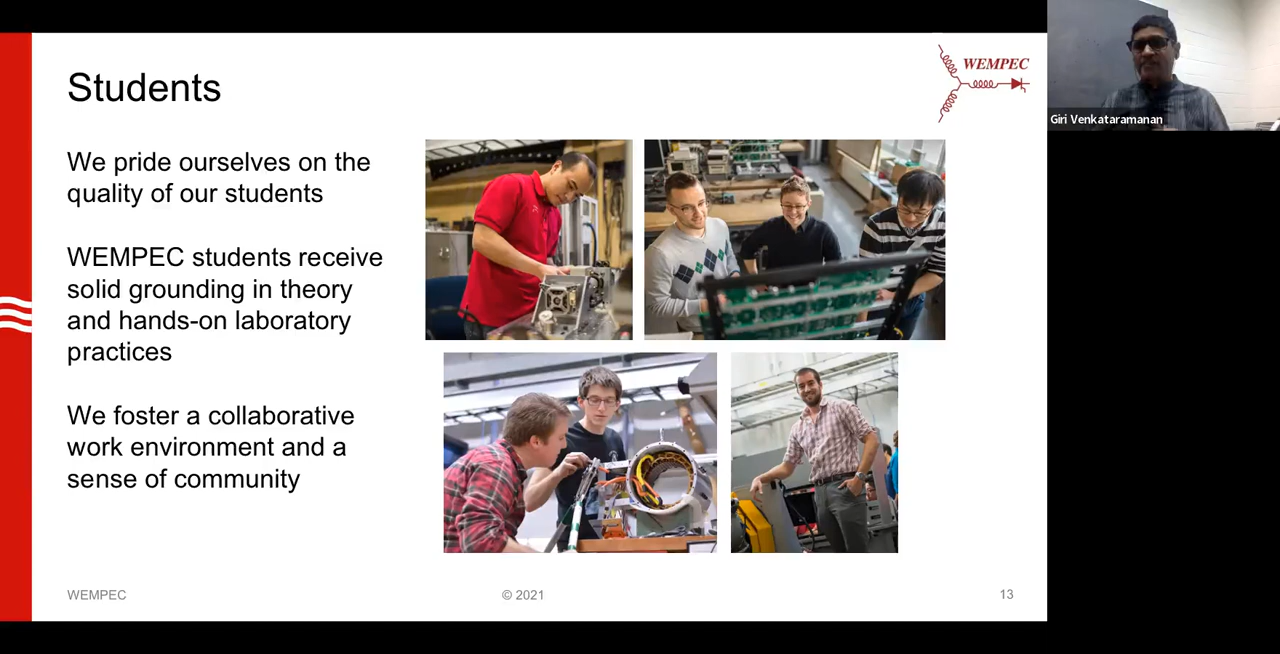 Students
WEMPEC
Giri Venkataramanan
We pride ourselves on the
quality of our students
WEMPEC students receive
solid grounding in theory
and hands-on laboratory
practices
We foster a collaborative
work environment and a
sense of community
WEMPEC
© 2021
13